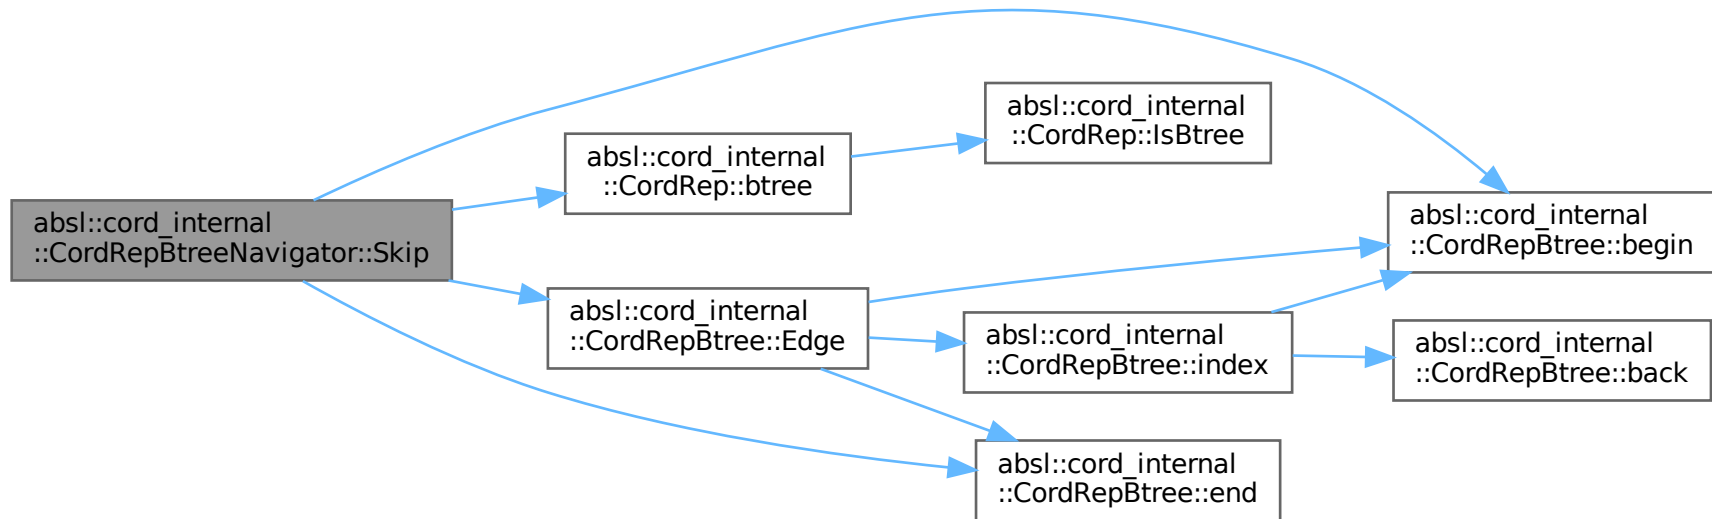 absl::cord_internal
::CordRepBtreeNavigator::Skip
absl::cord_internal
::CordRep::btree
absl::cord_internal
::CordRep::IsBtree
absl::cord_internal
::CordRepBtree::begin
absl::cord_internal
::CordRepBtree::Edge
absl::cord_internal
::CordRepBtree::index
absl::cord_internal
::CordRepBtree::back
absl::cord_internal
::CordRepBtree::end